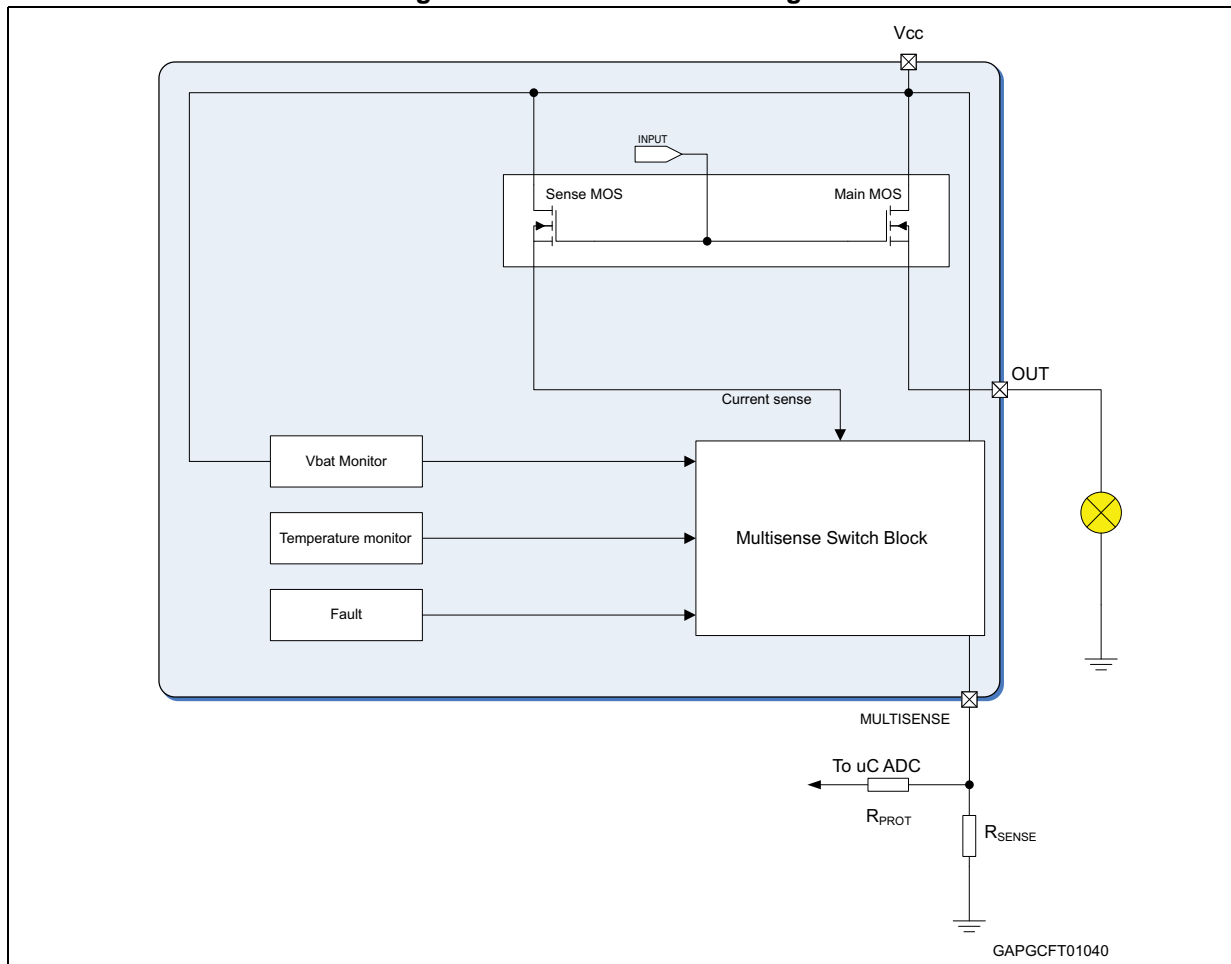 Vcc
INPUT
Sense MOS
Main MOS
OUT
Current sense
Vbat Monitor
Temperature monitor
Multisense Switch Block
Fault
MULTISENSE
To uC ADC
RPROT
RSENSE
GAPGCFT01040